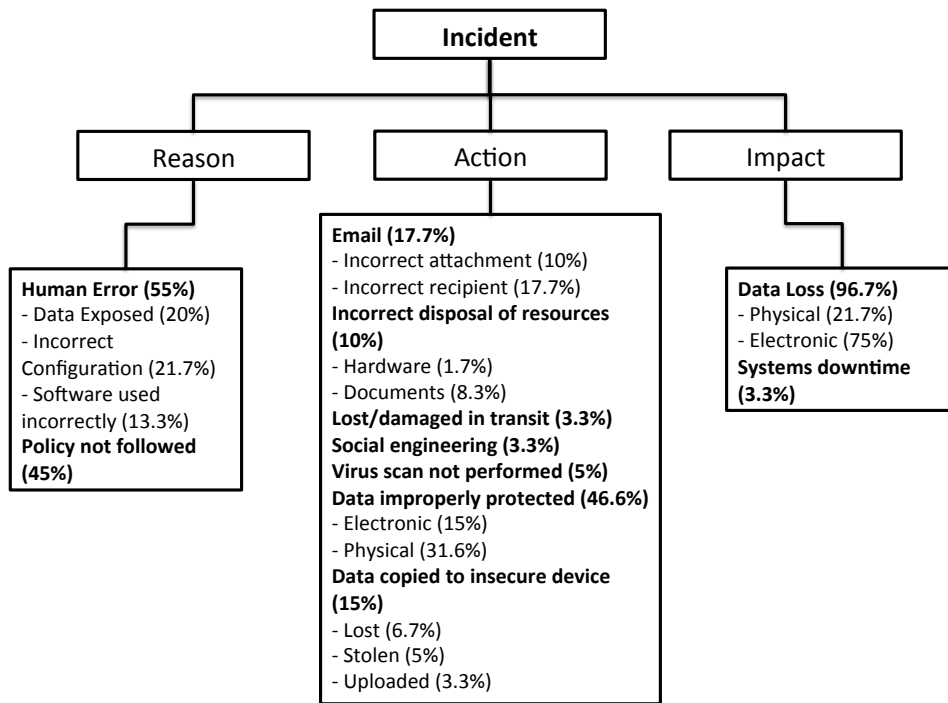 Incident
Reason
Action
Impact
Human Error (55%)
- Data Exposed (20%)
- Incorrect
Configuration (21.7%)
- Software used
incorrectly (13.3%)
Policy not followed
(45%)
Email (17.7%)
- Incorrect attachment (10%)
- Incorrect recipient (17.7%)
Incorrect disposal of resources
(10%)
- Hardware (1.7%)
- Documents (8.3%)
Lost/damaged in transit (3.3%)
Social engineering (3.3%)
Virus scan not performed (5%)
Data improperly protected (46.6%)
- Electronic (15%)
- Physical (31.6%)
Data copied to insecure device
(15%)
- Lost (6.7%)
- Stolen (5%)
- Uploaded (3.3%)
Data Loss (96.7%)
- Physical (21.7%)
- Electronic (75%)
Systems downtime
(3.3%)